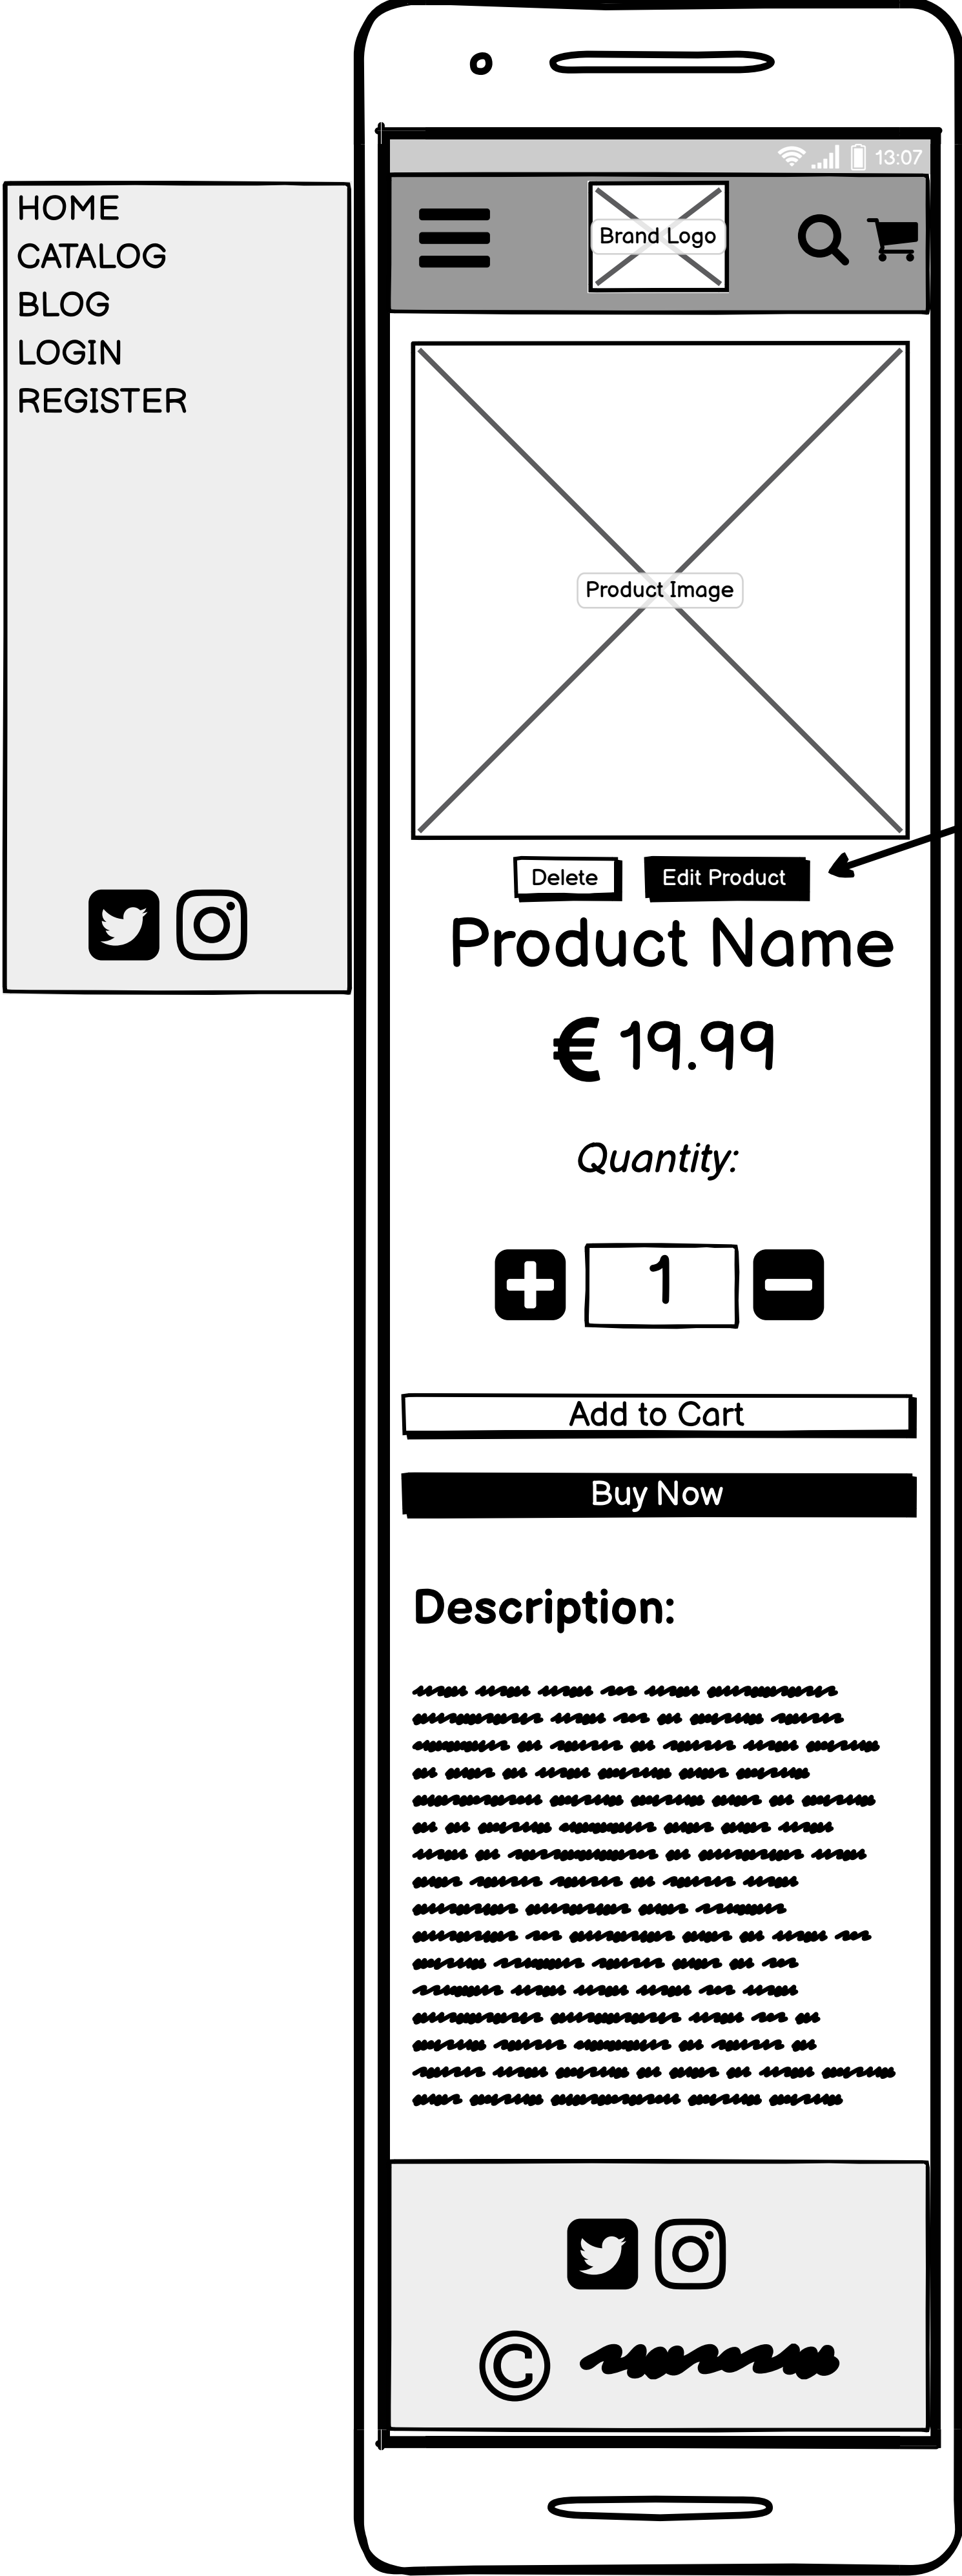 13:07
HOME
CATALOG
BLOG
LOGIN
REGISTER
Brand Logo
Product Image
Delete Edit Product
Product Name
€ 19.99
Quantity:
1
Add to Cart
Buy Now
Description:
©